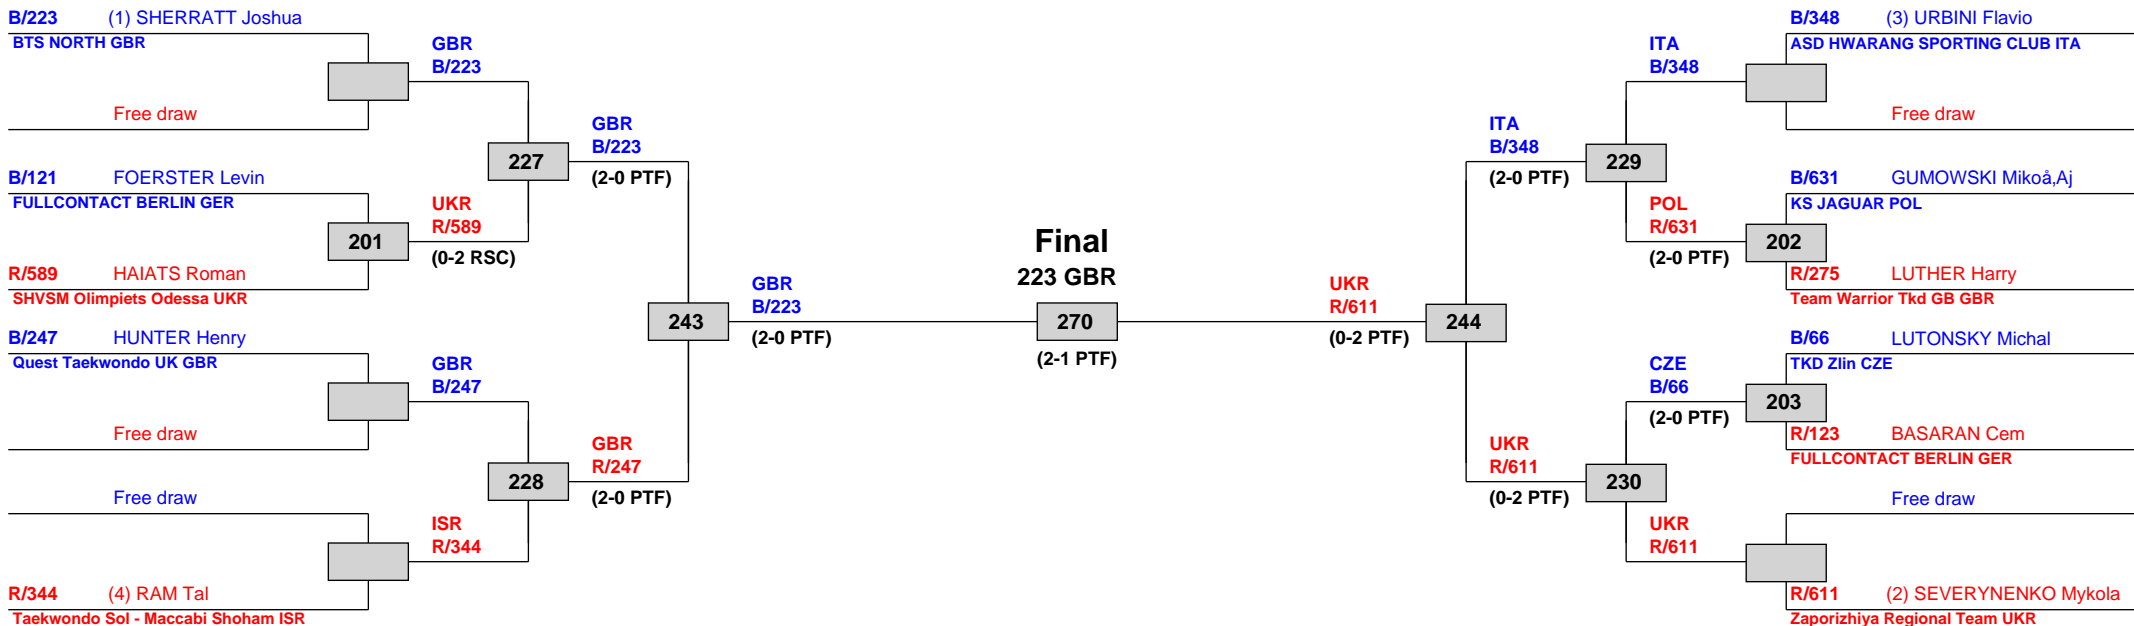 B/223 (1) SHERRATT Joshua
BTS NORTH GBR
Free draw
B/121 FOERSTER Levin
FULLCONTACT BERLIN GER
R/589 HAIATS Roman
SHVSM Olimpiets Odessa UKR
B/247 HUNTER Henry
Quest Taekwondo UK GBR
Free draw
Free draw
R/344 (4) RAM Tal
Taekwondo Sol - Maccabi Shoham ISR
GBR
B/223
201
UKR
R/589
(0-2 RSC)
GBR
B/247
ISR
R/344
227
GBR
B/223
(2-0 PTF)
228
GBR
R/247
(2-0 PTF)
243
GBR
B/223
(2-0 PTF)
Final
223 GBR
270
(2-1 PTF)
UKR
R/611
(0-2 PTF)
244
ITA
B/348
(2-0 PTF)
229
UKR
R/611
(0-2 PTF)
230
ITA
B/348
POL
R/631
(2-0 PTF)
202
CZE
B/66
(2-0 PTF)
203
UKR
R/611
B/348 (3) URBINI Flavio
ASD HWARANG SPORTING CLUB ITA
Free draw
B/631 GUMOWSKI Mikoå,Aj
KS JAGUAR POL
R/275 LUTHER Harry
Team Warrior Tkd GB GBR
B/66 LUTONSKY Michal
TKD Zlin CZE
R/123 BASARAN Cem
FULLCONTACT BERLIN GER
Free draw
R/611 (2) SEVERYNENKO Mykola
Zaporizhiya Regional Team UKR